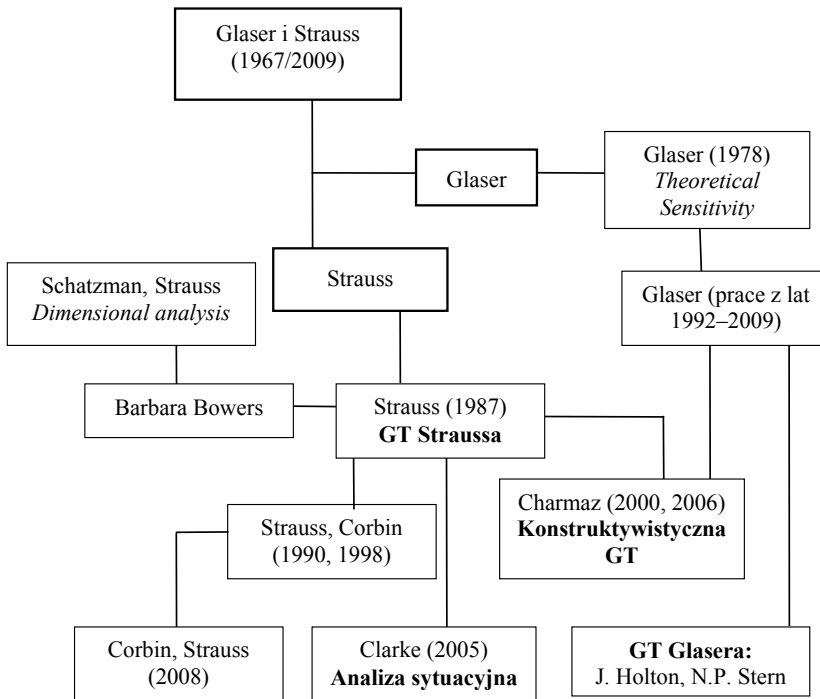 Glaser i Strauss
(1967/2009)
Glaser
Glaser (1978)
Theoretical
Sensitivity
Strauss
Schatzman, Strauss
Dimensional analysis
Glaser (prace z lat
1992–2009)
Barbara Bowers
Strauss (1987)
GT Straussa
Charmaz (2000, 2006)
Konstruktywistyczna
GT
Strauss, Corbin
(1990, 1998)
Corbin, Strauss
(2008)
Clarke (2005)
Analiza sytuacyjna
GT Glasera:
J. Holton, N.P. Stern